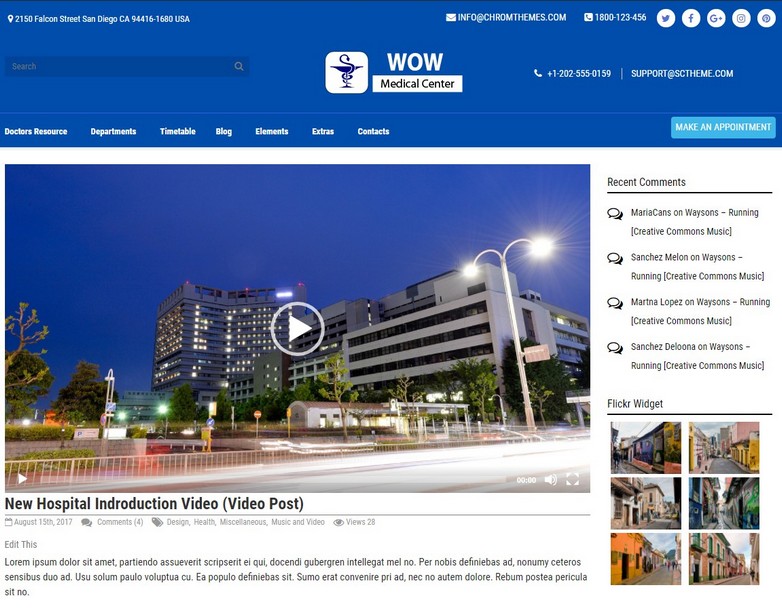 2150 Falcon Street San Diego CA 94416-1680 USA
INFO@CHROMTHEMES.COM
1800-123-456
Search
WOW
Medical Center
+1-202-555-0159
SUPPORT@SCTHEME.COM
Doctors Resource Departments Timetable Blog Elements Extras Contacts
MAKE AN APPOINTMENT
00:00
New Hospital Indroduction Video (Video Post)
August 15th, 2017 Comments (4) Design, Health, Miscellaneous, Music and Video Views 28
Edit This
Lorem ipsum dolor sit amet, partiendo assueverit scripserit ei qui, docendi gubergren intellegat mel no. Per nobis definiebas ad, nonumy ceteros
sensibus duo ad. Usu solum paulo voluptua cu. Ea populo definiebas sit. Sumo erat convenire pri ad, nec no autem dolore. Rebum postea pericula
sit no.
Recent Comments
MariaCans on Waysons – Running
[Creative Commons Music]
Sanchez Melon on Waysons –
Running [Creative Commons Music]
Martna Lopez on Waysons – Running
[Creative Commons Music]
Sanchez Deloona on Waysons –
Running [Creative Commons Music]
Flickr Widget